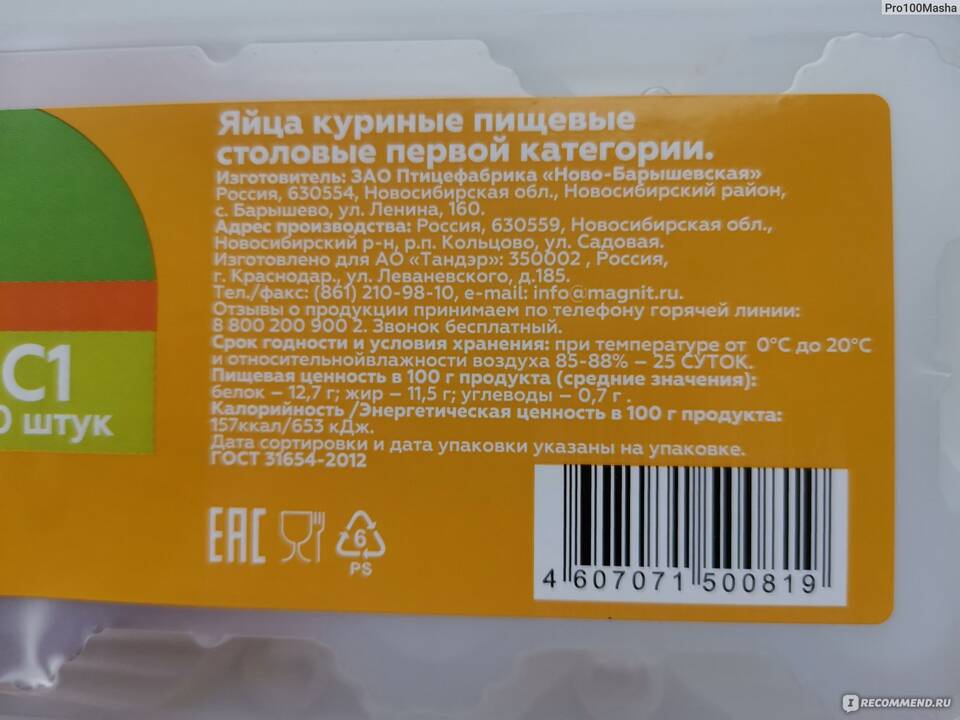 Pro100Masha
Яйца куриные пищевые
столовые первой категории.
Изготовитель: ЗАО Птицефабрика «Ново-Барышевская»
Россия, 630554, Новосибирская обл., Новосибирский район,
с. Барышево, ул. Ленина, 160.
Адрес производства: Россия, 630559, Новосибирская обл.,
Новосибирский р-н, р.п. Кольцово, ул. Садовая.
Изготовлено для АО «Тандэр»: 350002 , Россия,
г. Краснодар., ул. Леваневского, д.185.
Тел./факс: (861) 210-98-10, e-mail: info@magnit.ru.
Отзывы о продукции принимаем по телефону горячей линии:
8 800 200 900 2. Звонок бесплатный.
Срок годности и условия хранения: при температуре от 0°С до 20°С
и относительнойвлажности воздуха 85-88% – 25 СУТОК.
Пищевая ценность в 100 г продукта (средние значения):
белок – 12,7 г; жир – 11,5 г; углеводы – 0,7 г .
Калорийность /Энергетическая ценность в 100 г продукта:
157ккал/653 кДж.
Дата сортировки и дата упаковки указаны на упаковке.
ГОСТ 31654-2012
С1
0 штук
ЕАС
6
PS
4 607071 500819
IRECOMMEND.RU